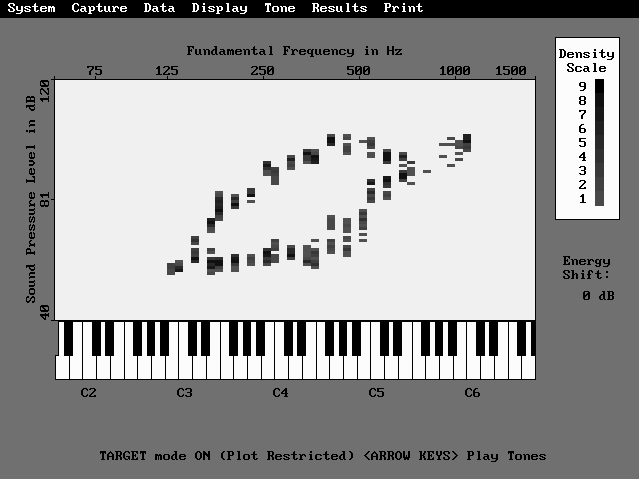 System Capture Data Display Tone Results Print
Fundamental Frequency in Hz
75 125 250 500 1000 1500
Sound Pressure Level in dB
120
81
40
Density
Scale
9
8
7
6
5
4
3
2
1
Energy
Shift:
0 dB
C2 C3 C4 C5 C6
TARGET mode ON (Plot Restricted) <ARROW KEYS> Play Tones